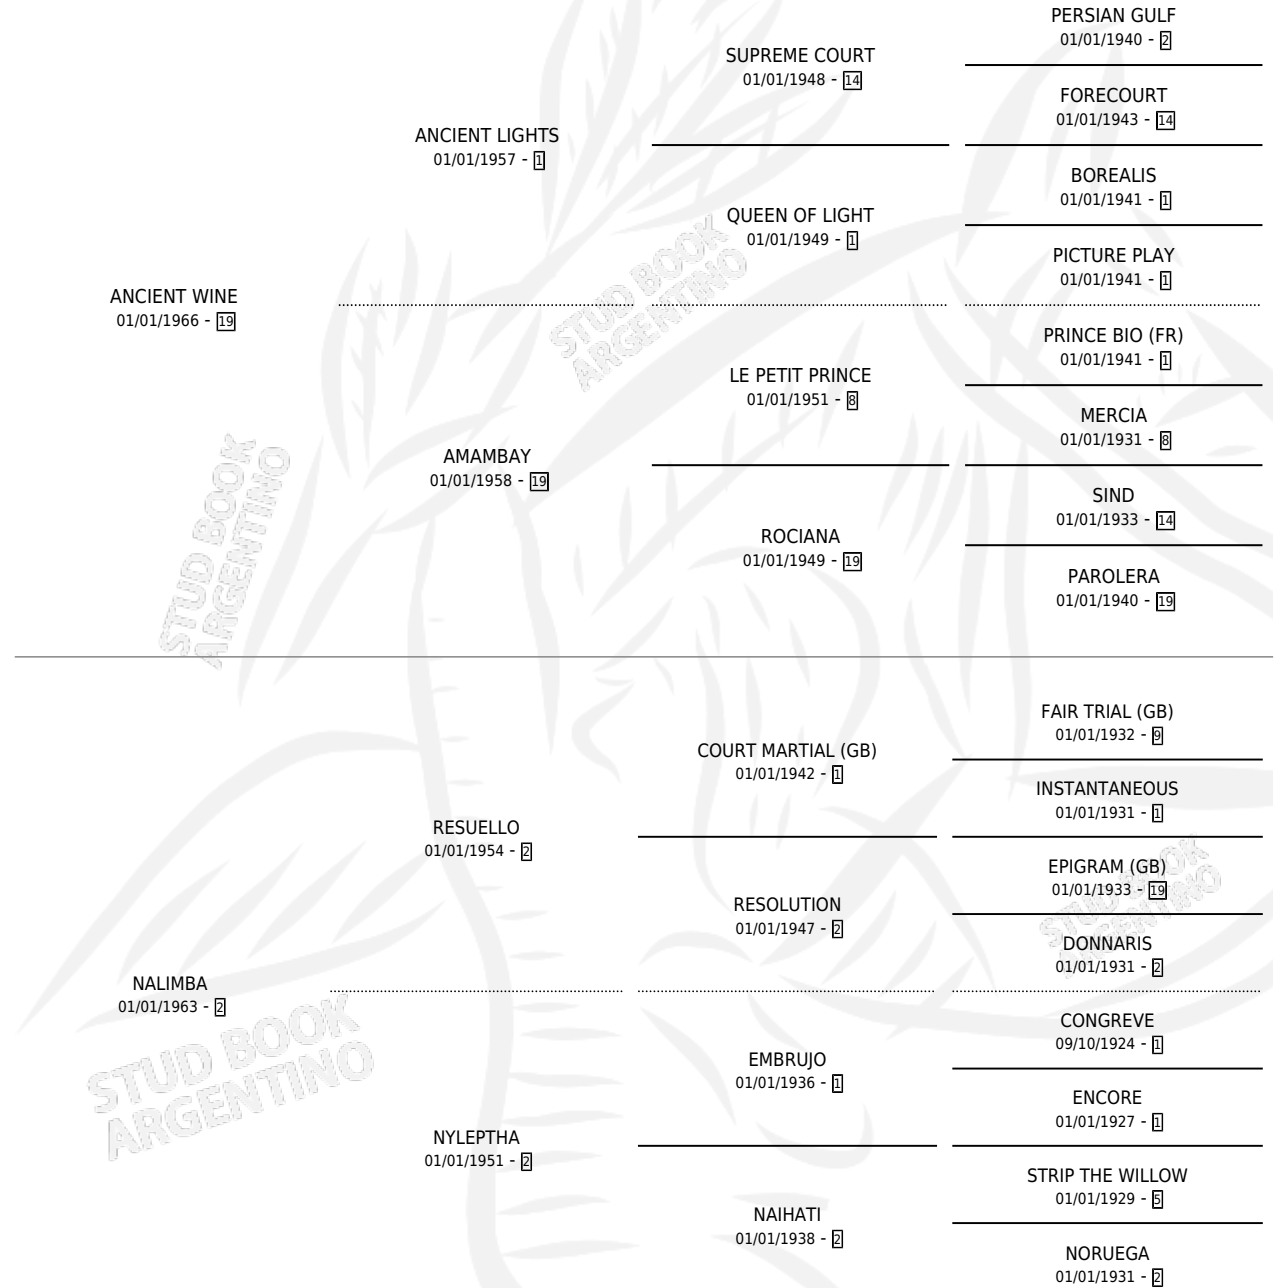 PERSIAN GULF
01/01/1940 - 2
SUPREME COURT
01/01/1948 - 14
FORECOURT
01/01/1943 - 14
ANCIENT LIGHTS
01/01/1957 - 1
BOREALIS
01/01/1941 - 1
QUEEN OF LIGHT
01/01/1949 - 1
PICTURE PLAY
01/01/1941 - 1
STUD BOOK
ARGENTINO
ANCIENT WINE
01/01/1966 - 19
PRINCE BIO (FR)
01/01/1941 - 1
LE PETIT PRINCE
01/01/1951 - 8
MERCIA
01/01/1931 - 8
AMAMBAY
01/01/1958 - 19
SIND
01/01/1933 - 14
ROCIANA
01/01/1949 - 19
PAROLERA
01/01/1940 - 19
STUD BOOK
ARGENTINO
FAIR TRIAL (GB)
01/01/1932 - 9
COURT MARTIAL (GB)
01/01/1942 - 1
INSTANTANEOUS
01/01/1931 - 1
RESUELLO
01/01/1954 - 2
EPIGRAM (GB)
01/01/1933 - 19
RESOLUTION
01/01/1947 - 2
DONNARIS
01/01/1931 - 2
STUD BOOK
ARGENTINO
NALIMBA
01/01/1963 - 2
CONGREVE
09/10/1924 - 1
EMBRUJO
01/01/1936 - 1
ENCORE
01/01/1927 - 1
STUD BOOK
ARGENTINO
NYLEPTHA
01/01/1951 - 2
STRIP THE WILLOW
01/01/1929 - 5
NAIHATI
01/01/1938 - 2
NORUEGA
01/01/1931 - 2